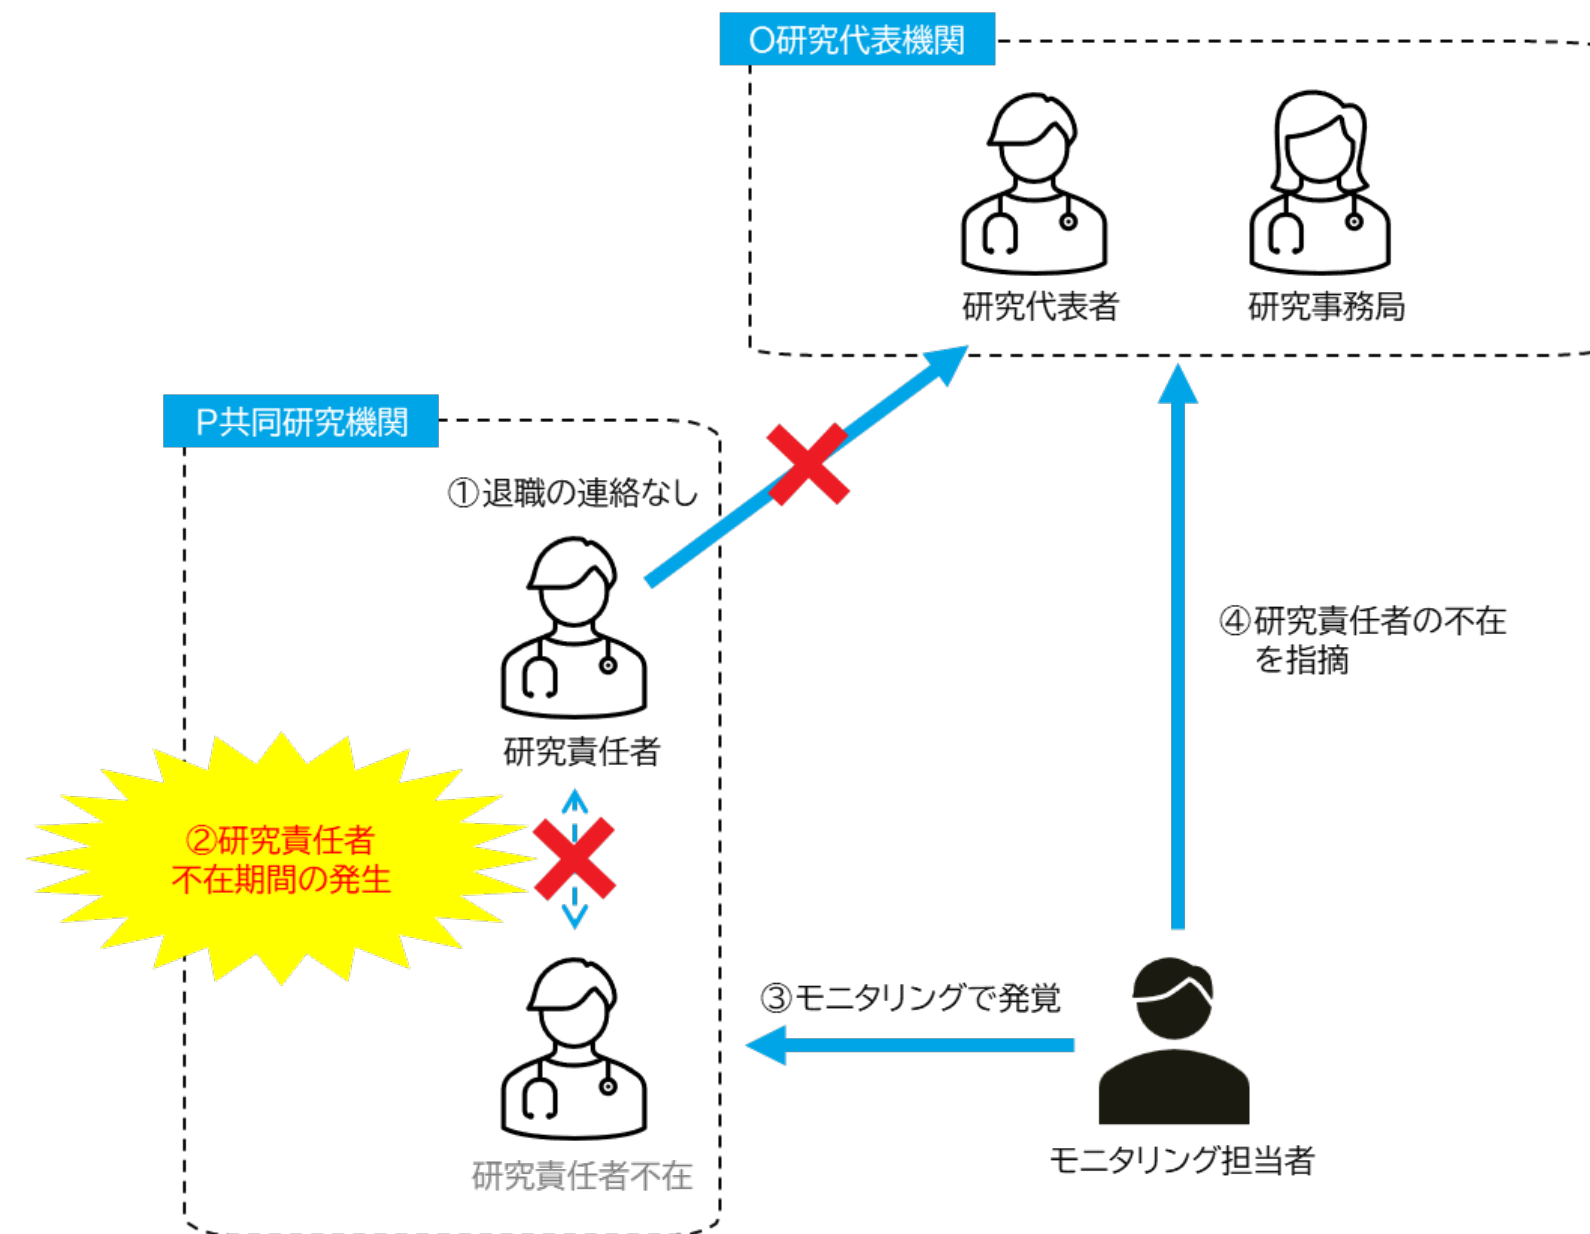 O研究代表機関
研究代表者
研究事務局
P共同研究機関
①退職の連絡なし
研究責任者
②研究責任者
不在期間の発生
④研究責任者の不在
を指摘
③モニタリングで発覚
研究責任者不在
モニタリング担当者